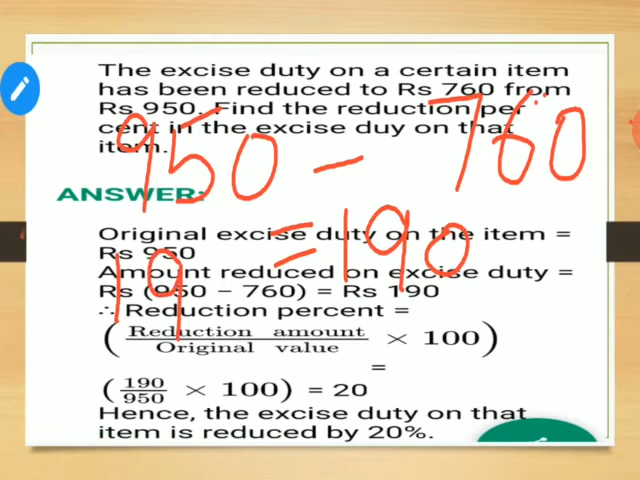 The excise duty on a certain item
has been reduced to Rs 760 from
Rs 950. Find the reduction per
cent in the excise duy on that
item.
950 - 760
ANSWER:
= 190
19
Original excise duty on the item =
Rs 950
Amount reduced on excise duty =
Rs (950 − 760) = Rs 190
∴ Reduction percent =
(Reduction amount / Original value × 100)
=
(190/950 × 100) = 20
Hence, the excise duty on that
item is reduced by 20%.